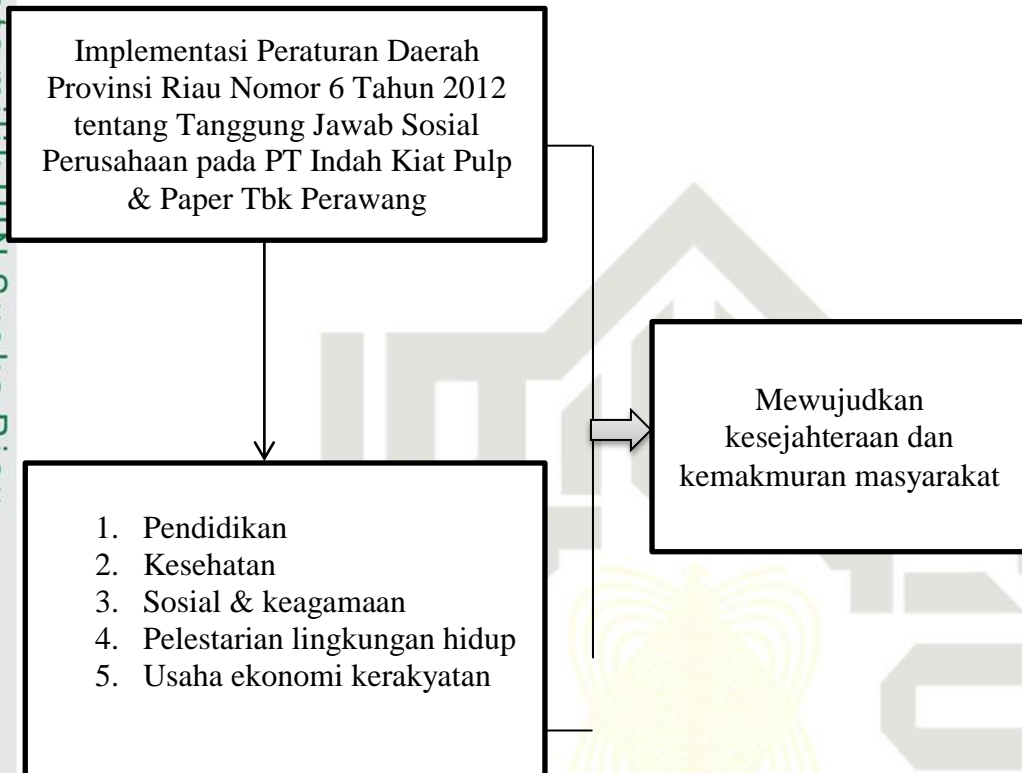 Implementasi Peraturan Daerah
Provinsi Riau Nomor 6 Tahun 2012
tentang Tanggung Jawab Sosial
Perusahaan pada PT Indah Kiat Pulp
& Paper Tbk Perawang
Mewujudkan
kesejahteraan dan
kemakmuran masyarakat
1. Pendidikan
2. Kesehatan
3. Sosial & keagamaan
4. Pelestarian lingkungan hidup
5. Usaha ekonomi kerakyatan